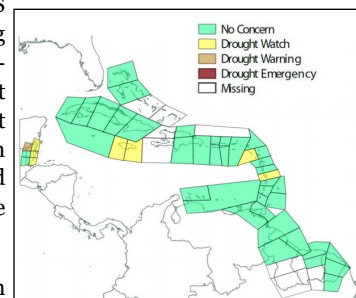 No Concern
Drought Watch
Drought Warning
Drought Emergency
Missing